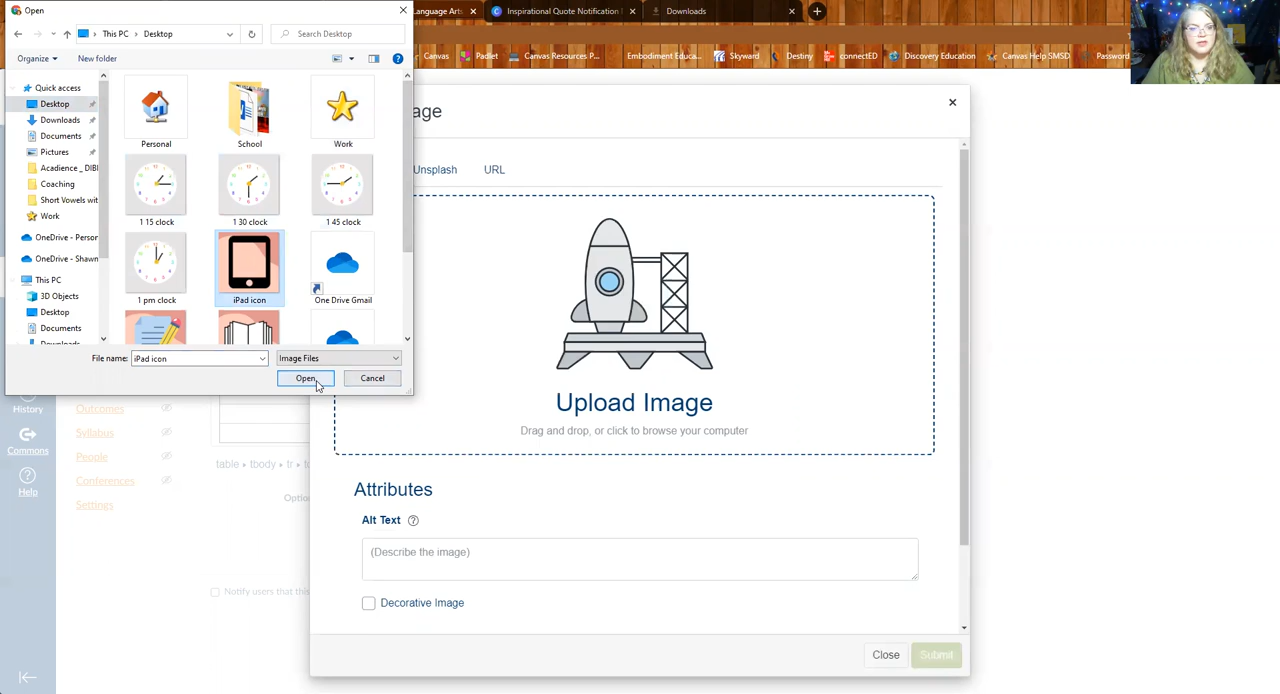 Open
This PC > Desktop
Search Desktop
Organize
New folder
Quick access
Desktop
Downloads
Documents
Pictures
Acadience _ DIB
Coaching
Short Vowels wit
Work
OneDrive - Person
OneDrive - Shawn
This PC
3D Objects
Desktop
Documents
Personal
School
Work
1 15 clock
1 30 clock
1 45 clock
1 pm clock
iPad icon
One Drive Gmail
File name:
iPad icon
Image Files
Open
Cancel
Language Arts
Inspirational Quote Notification
Downloads
Canvas
Padlet
Canvas Resources P...
Embodiment Educa...
Skyward
Destiny
connectED
Discovery Education
Canvas Help SMSD
Password
age
Unsplash
URL
Upload Image
Drag and drop, or click to browse your computer
Attributes
Alt Text
(Describe the image)
Decorative Image
Close
Submit
History
Commons
Help
Outcomes
Syllabus
People
Conferences
Settings
table ▸ tbody ▸ tr ▸
Option
Notify users that this